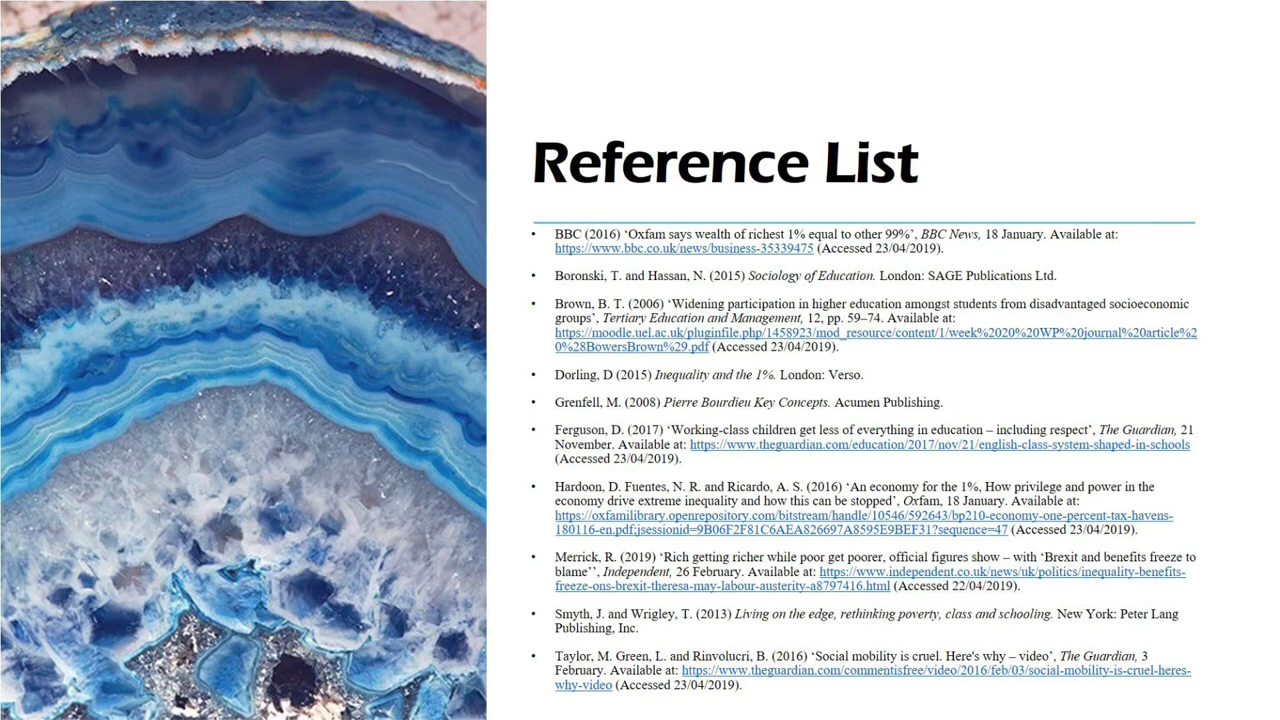 Reference List
• BBC (2016) ‘Oxfam says wealth of richest 1% equal to other 99%’, BBC News, 18 January. Available at:
https://www.bbc.co.uk/news/business-35339475 (Accessed 23/04/2019).
• Boronski, T. and Hassan, N. (2015) Sociology of Education. London: SAGE Publications Ltd.
• Brown, B. T. (2006) ‘Widening participation in higher education amongst students from disadvantaged socioeconomic
groups’, Tertiary Education and Management, 12, pp. 59–74. Available at:
https://moodle.uel.ac.uk/pluginfile.php/1458923/mod_resource/content/1/week%2020%20WP%20journal%20article%2
0%28BowersBrown%29.pdf (Accessed 23/04/2019).
• Dorling, D (2015) Inequality and the 1%. London: Verso.
• Grenfell, M. (2008) Pierre Bourdieu Key Concepts. Acumen Publishing.
• Ferguson, D. (2017) ‘Working-class children get less of everything in education – including respect’, The Guardian, 21
November. Available at: https://www.theguardian.com/education/2017/nov/21/english-class-system-shaped-in-schools
(Accessed 23/04/2019).
• Hardoon, D. Fuentes, N. R. and Ricardo, A. S. (2016) ‘An economy for the 1%, How privilege and power in the
economy drive extreme inequality and how this can be stopped’, Oxfam, 18 January. Available at:
https://oxfamilibrary.openrepository.com/bitstream/handle/10546/592643/bp210-economy-one-percent-tax-havens-
180116-en.pdf;jsessionid=9B06F2F81C6AEA826697A8595E9BEF31?sequence=47 (Accessed 23/04/2019).
• Merrick, R. (2019) ‘Rich getting richer while poor get poorer, official figures show – with ‘Brexit and benefits freeze to
blame’’, Independent, 26 February. Available at: https://www.independent.co.uk/news/uk/politics/inequality-benefits-
freeze-ons-brexit-theresa-may-labour-austerity-a8797416.html (Accessed 22/04/2019).
• Smyth, J. and Wrigley, T. (2013) Living on the edge, rethinking poverty, class and schooling. New York: Peter Lang
Publishing, Inc.
• Taylor, M. Green, L. and Rinvolucri, B. (2016) ‘Social mobility is cruel. Here's why – video’, The Guardian, 3
February. Available at: https://www.theguardian.com/commentisfree/video/2016/feb/03/social-mobility-is-cruel-heres-
why-video (Accessed 23/04/2019).